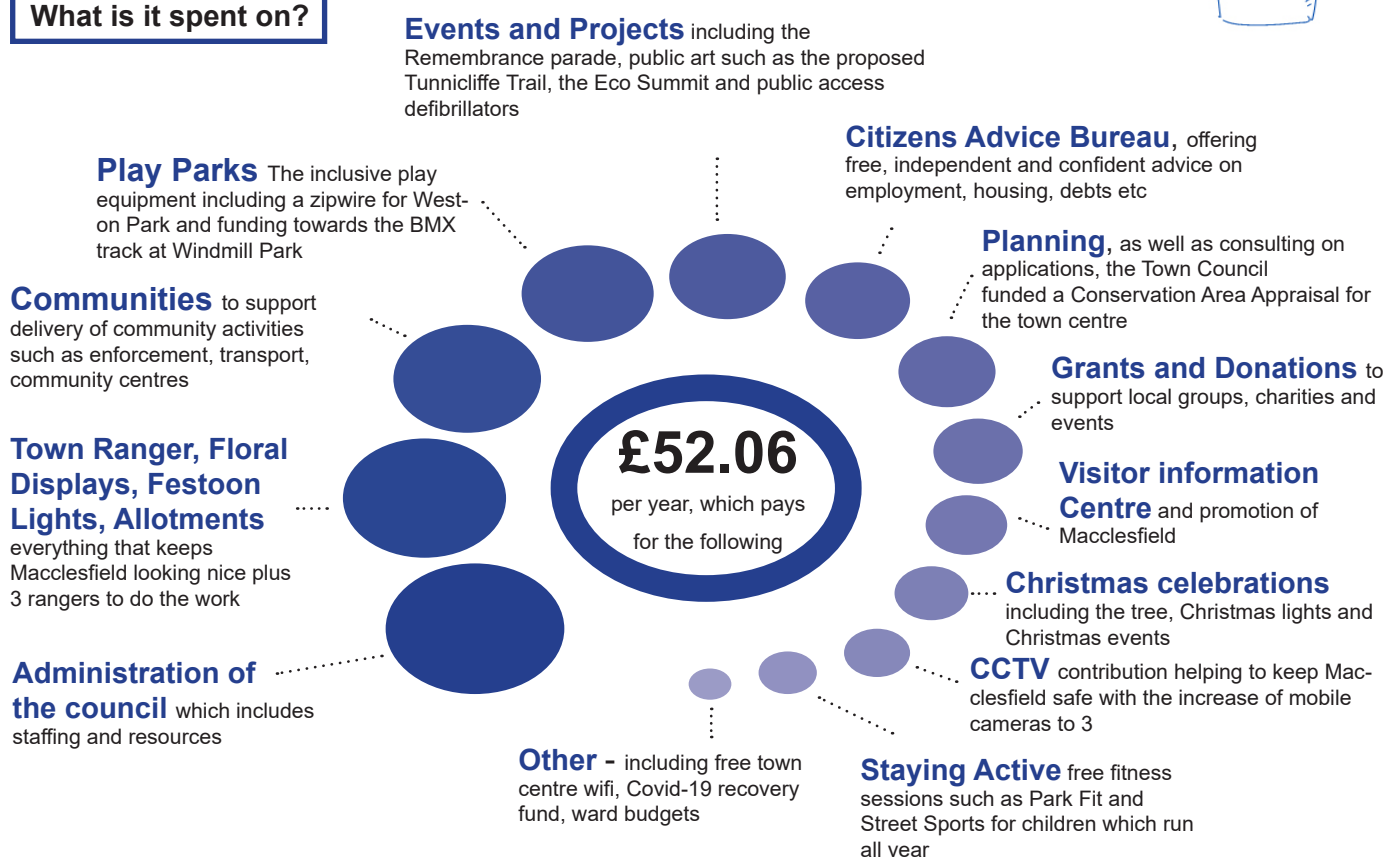 What is it spent on?
Events and Projects including the
Remembrance parade, public art such as the proposed
Tunnicliffe Trail, the Eco Summit and public access
defibrillators
Citizens Advice Bureau, offering
free, independent and confident advice on
employment, housing, debts etc
Play Parks The inclusive play
equipment including a zipwire for West-
on Park and funding towards the BMX
track at Windmill Park
Planning, as well as consulting on
applications, the Town Council
funded a Conservation Area Appraisal for
the town centre
Communities to support
delivery of community activities
such as enforcement, transport,
community centres
Grants and Donations to
support local groups, charities and
events
Town Ranger, Floral
Displays, Festoon
Lights, Allotments
everything that keeps
Macclesfield looking nice plus
3 rangers to do the work
£52.06
per year, which pays
for the following
Visitor information
Centre and promotion of
Macclesfield
Christmas celebrations
including the tree, Christmas lights and
Christmas events
Administration of
the council which includes
staffing and resources
CCTV contribution helping to keep Mac-
clesfield safe with the increase of mobile
cameras to 3
Other - including free town
centre wifi, Covid-19 recovery
fund, ward budgets
Staying Active free fitness
sessions such as Park Fit and
Street Sports for children which run
all year